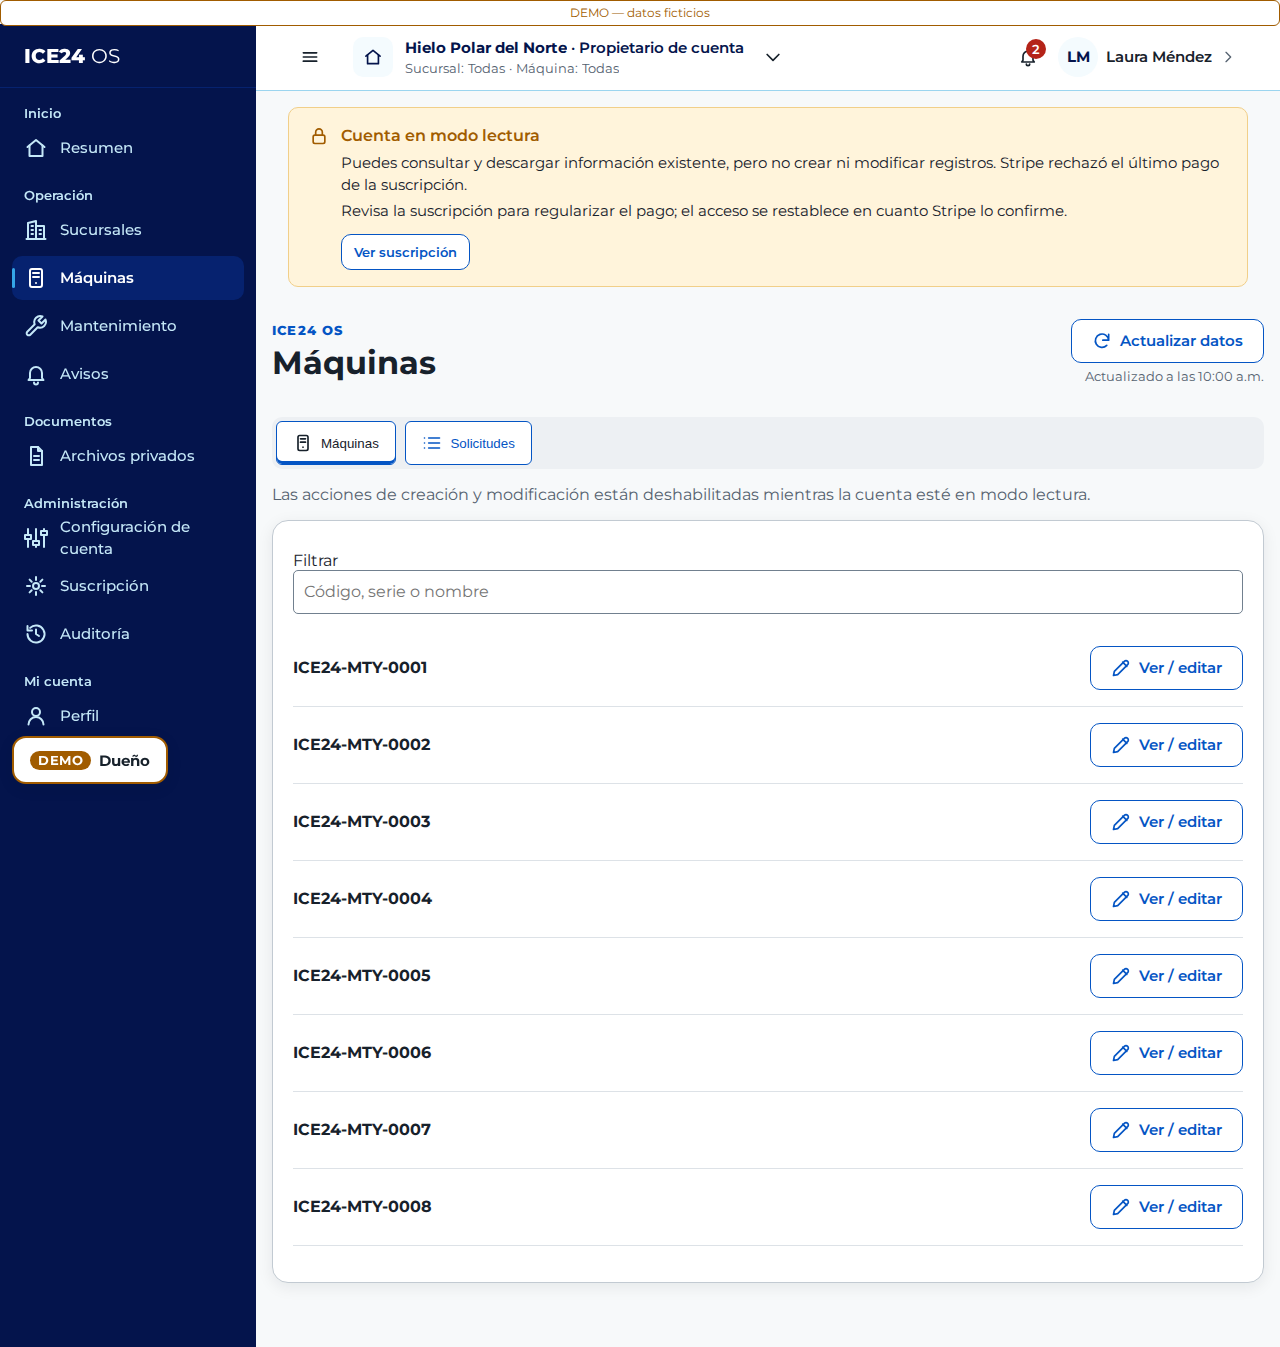 DEMO — datos ficticios
ICE24 OS
Inicio
Resumen
Operación
Sucursales
Máquinas
Mantenimiento
Avisos
Documentos
Archivos privados
Administración
Configuración de
cuenta
Suscripción
Auditoría
Mi cuenta
Perfil
DEMO Dueño
Hielo Polar del Norte · Propietario de cuenta
Sucursal: Todas · Máquina: Todas
2
LM Laura Méndez
Cuenta en modo lectura
Puedes consultar y descargar información existente, pero no crear ni modificar registros. Stripe rechazó el último pago
de la suscripción.
Revisa la suscripción para regularizar el pago; el acceso se restablece en cuanto Stripe lo confirme.
Ver suscripción
ICE24 OS
Máquinas
Actualizar datos
Actualizado a las 10:00 a.m.
Máquinas
Solicitudes
Las acciones de creación y modificación están deshabilitadas mientras la cuenta esté en modo lectura.
Filtrar
Código, serie o nombre
ICE24-MTY-0001 Ver / editar
ICE24-MTY-0002 Ver / editar
ICE24-MTY-0003 Ver / editar
ICE24-MTY-0004 Ver / editar
ICE24-MTY-0005 Ver / editar
ICE24-MTY-0006 Ver / editar
ICE24-MTY-0007 Ver / editar
ICE24-MTY-0008 Ver / editar